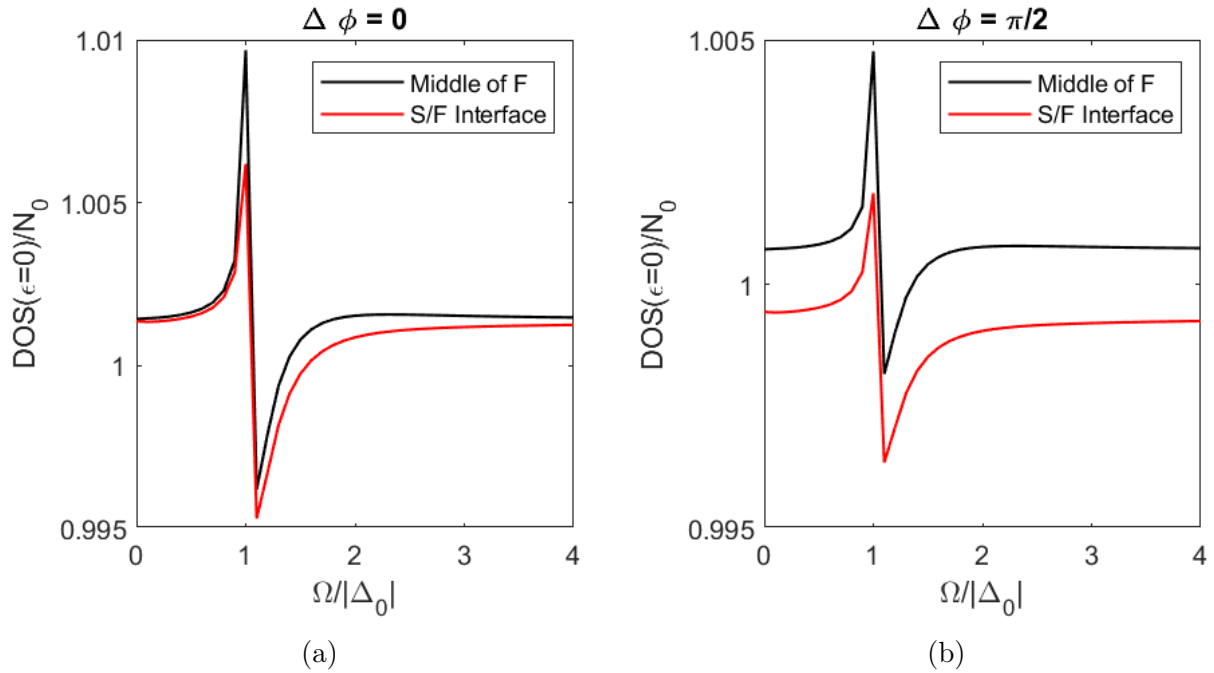 Δ ϕ = 0
1.01
1.005
1
0.995
DOS(ϵ=0)/N₀
Middle of F
S/F Interface
0 1 2 3 4
Ω/|Δ₀|
(a)
Δ ϕ = π/2
1.005
1
0.995
DOS(ϵ=0)/N₀
Middle of F
S/F Interface
0 1 2 3 4
Ω/|Δ₀|
(b)